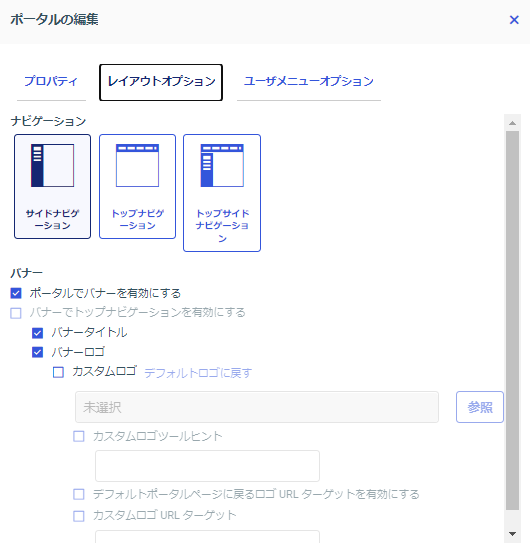 ポータルの編集
プロパティ
レイアウトオプション
ユーザメニューオプション
ナビゲーション
サイドナビゲ
ーション
トップナビゲ
ーション
トップサイド
ナビゲーショ
ン
バナー
ポータルでバナーを有効にする
バナーでトップナビゲーションを有効にする
バナータイトル
バナーロゴ
カスタムロゴ デフォルトロゴに戻す
未選択 参照
カスタムロゴツールヒント
デフォルトポータルページに戻るロゴ URL ターゲットを有効にする
カスタムロゴ URL ターゲット